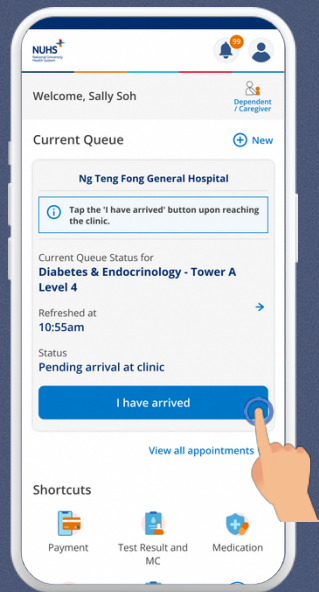 NUHS
National University
Health System
99
Welcome, Sally Soh
Dependent
/ Caregiver
Current Queue
New
Ng Teng Fong General Hospital
Tap the 'I have arrived' button upon reaching
the clinic.
Current Queue Status for
Diabetes & Endocrinology - Tower A
Level 4
Refreshed at
10:55am
Status
Pending arrival at clinic
I have arrived
View all appointments
Shortcuts
Payment
Test Result and
MC
Medication